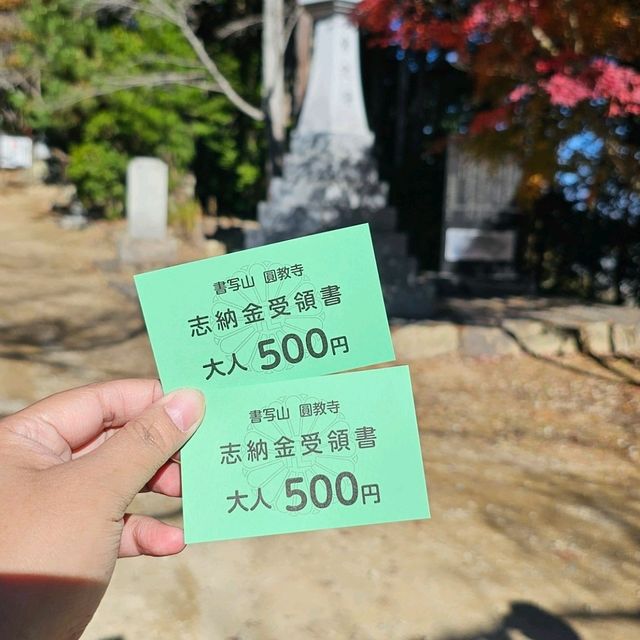 書写山 圓教寺
志納金受領書
大人 500円
書写山 圓教寺
志納金受領書
大人 500円